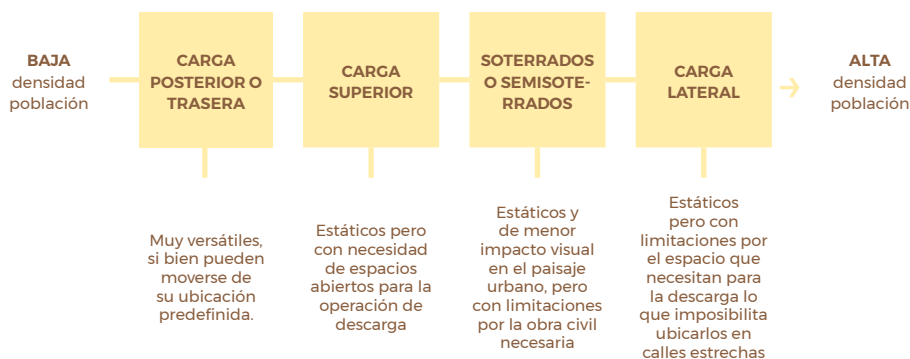 BAJA
densidad
población
CARGA
POSTERIOR O
TRASERA
CARGA
SUPERIOR
SOTERRADOS
O SEMISOTE-
RRADOS
CARGA
LATERAL
ALTA
densidad
población
Muy versátiles,
si bien pueden
moverse de
su ubicación
predefinida.
Estáticos pero
con necesidad
de espacios
abiertos para la
operación de
descarga
Estáticos y
de menor
impacto visual
en el paisaje
urbano, pero
con limitaciones
por la obra civil
necesaria
Estáticos
pero con
limitaciones por
el espacio que
necesitan para
la descarga lo
que imposibilita
ubicarlos en
calles estrechas